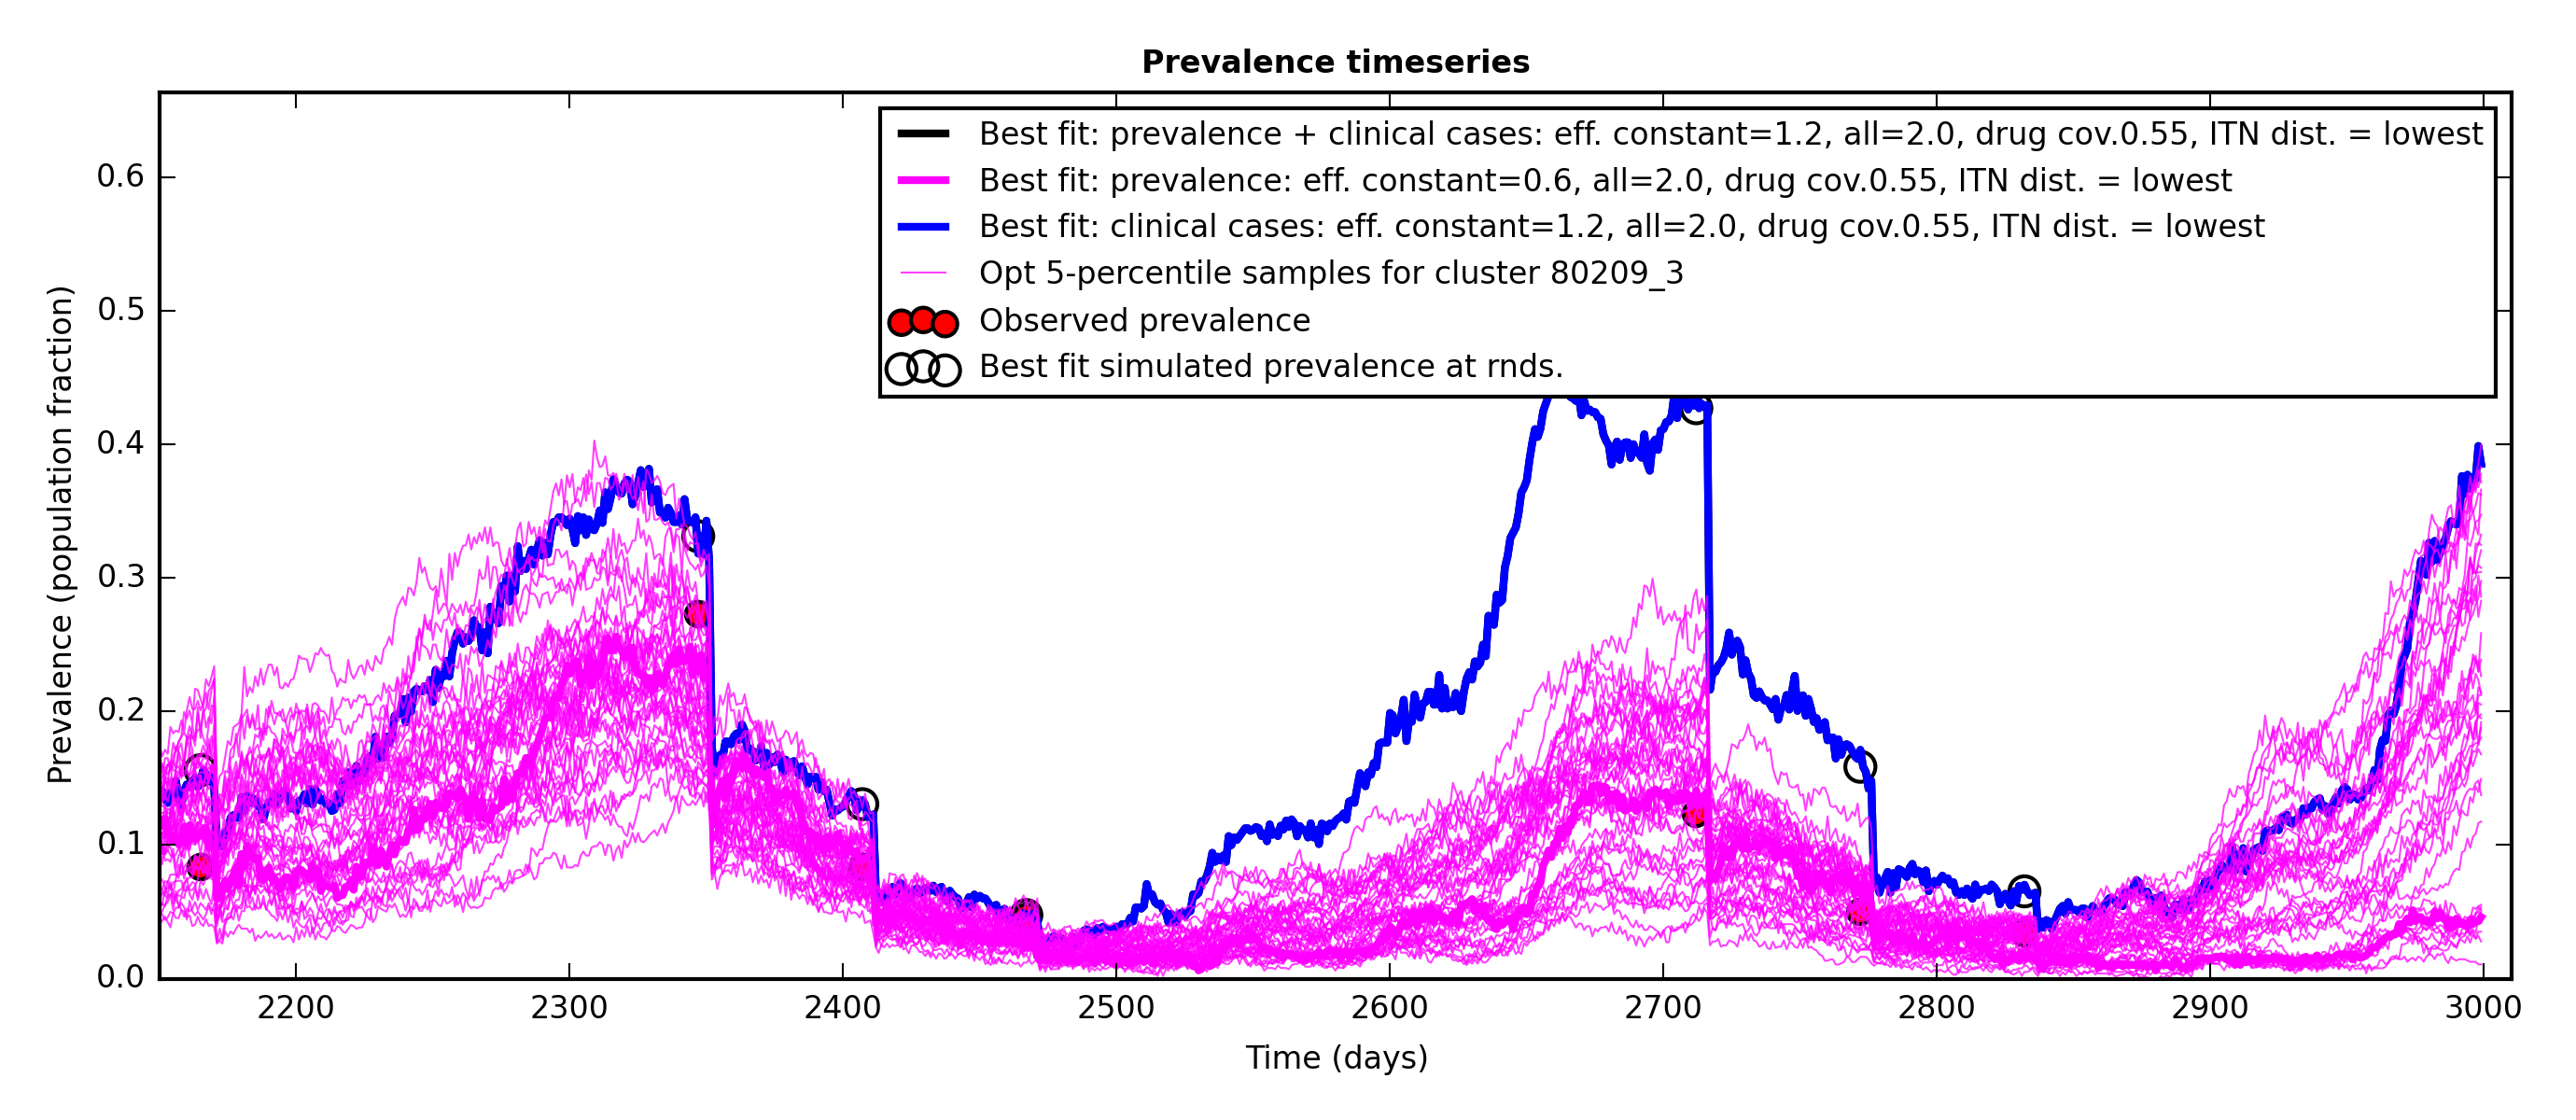 Prevalence timeseries
Best fit: prevalence + clinical cases: eff. constant=1.2, all=2.0, drug cov.0.55, ITN dist. = lowest
Best fit: prevalence: eff. constant=0.6, all=2.0, drug cov.0.55, ITN dist. = lowest
Best fit: clinical cases: eff. constant=1.2, all=2.0, drug cov.0.55, ITN dist. = lowest
Opt 5-percentile samples for cluster 80209_3
Observed prevalence
Best fit simulated prevalence at rnds.
Prevalence (population fraction)
0.6
0.5
0.4
0.3
0.2
0.1
0.0
2200 2300 2400 2500 2600 2700 2800 2900 3000
Time (days)